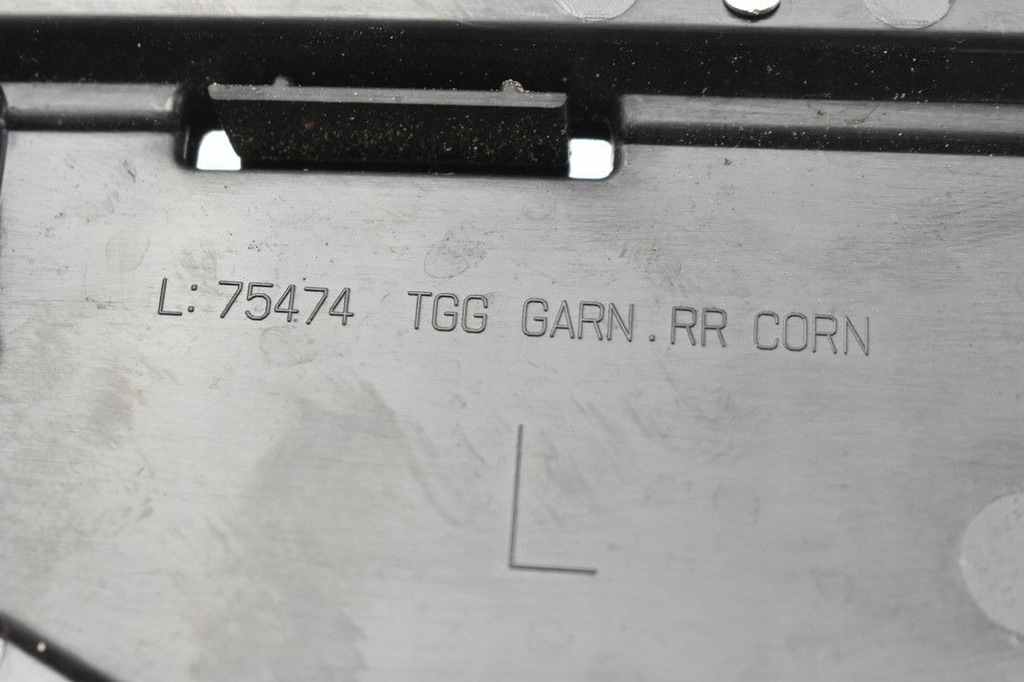 L: 75474 TGG GARN. RR CORN
L